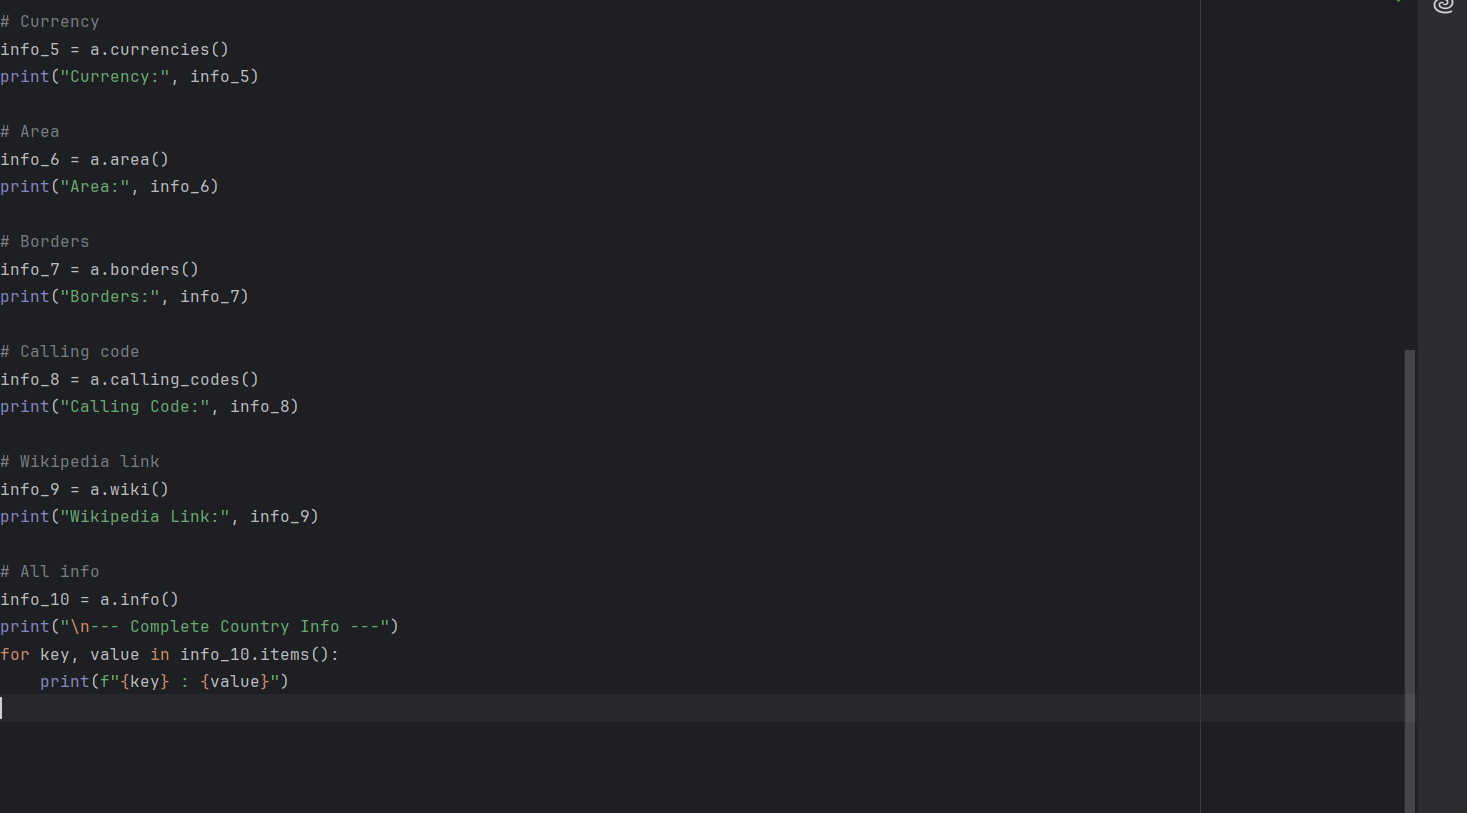 # Currency
info_5 = a.currencies()
print("Currency:", info_5)
# Area
info_6 = a.area()
print("Area:", info_6)
# Borders
info_7 = a.borders()
print("Borders:", info_7)
# Calling code
info_8 = a.calling_codes()
print("Calling Code:", info_8)
# Wikipedia link
info_9 = a.wiki()
print("Wikipedia Link:", info_9)
# All info
info_10 = a.info()
print("\n--- Complete Country Info ---")
for key, value in info_10.items():
    print(f"{key} : {value}")